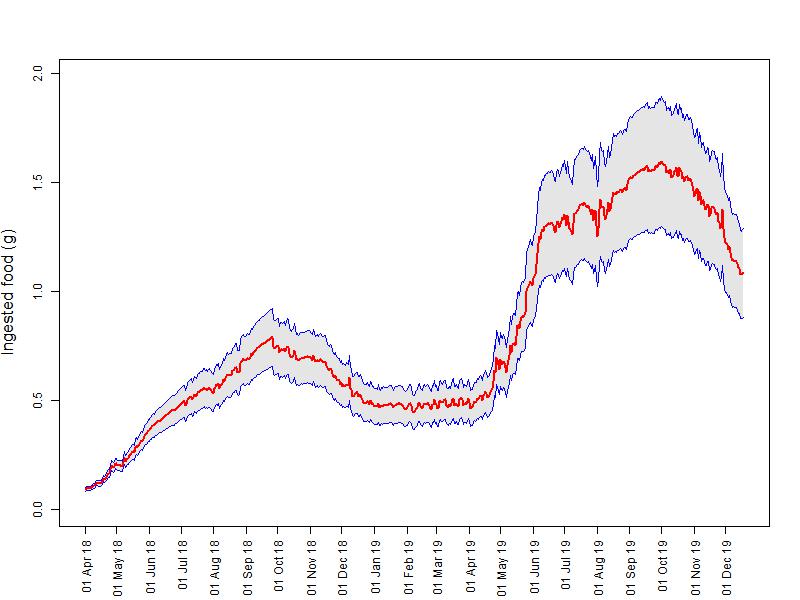 2.0
1.5
1.0
0.5
0.0
Ingested food (g)
01 Apr 18
01 May 18
01 Jun 18
01 Jul 18
01 Aug 18
01 Sep 18
01 Oct 18
01 Nov 18
01 Dec 18
01 Jan 19
01 Feb 19
01 Mar 19
01 Apr 19
01 May 19
01 Jun 19
01 Jul 19
01 Aug 19
01 Sep 19
01 Oct 19
01 Nov 19
01 Dec 19